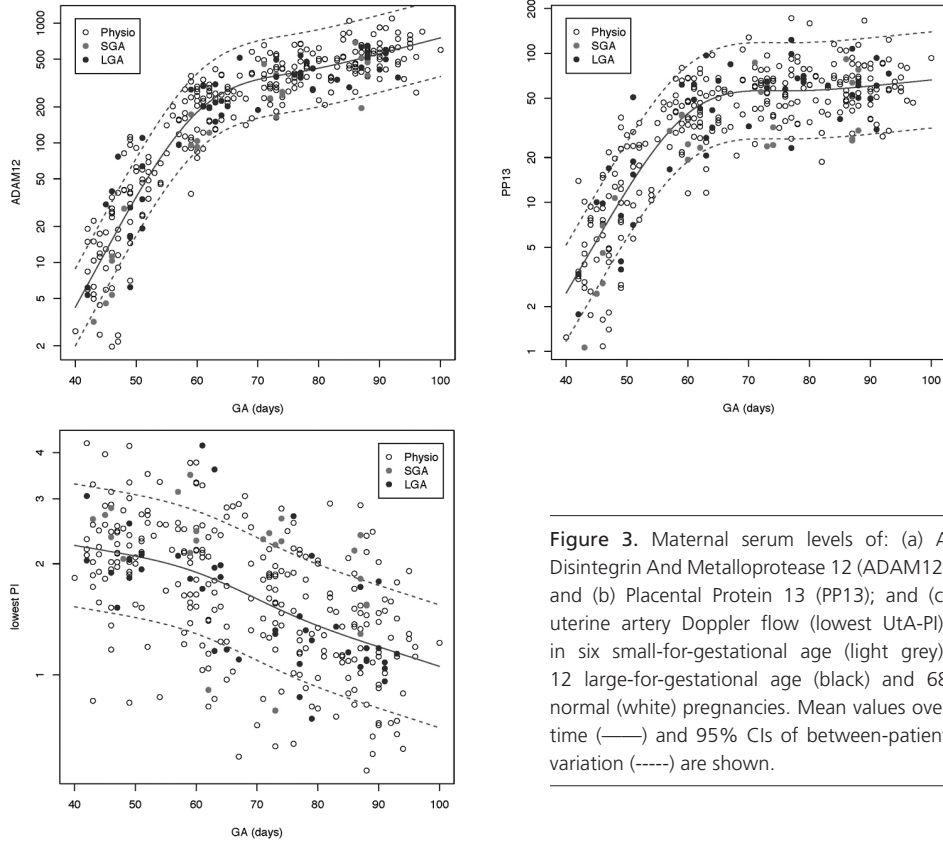 1000
500
200
100
50
20
10
5
2
ADAM12
Physio
SGA
LGA
40 50 60 70 80 90 100
GA (days)
200
100
50
20
10
5
2
1
PP13
Physio
SGA
LGA
40 50 60 70 80 90 100
GA (days)
4
3
2
1
lowest PI
Physio
SGA
LGA
40 50 60 70 80 90 100
GA (days)
Figure 3. Maternal serum levels of: (a) A
Disintegrin And Metalloprotease 12 (ADAM12)
and (b) Placental Protein 13 (PP13); and (c)
uterine artery Doppler flow (lowest UtA-PI)
in six small-for-gestational age (light grey),
12 large-for-gestational age (black) and 68
normal (white) pregnancies. Mean values over
time (——) and 95% CIs of between-patient
variation (-----) are shown.